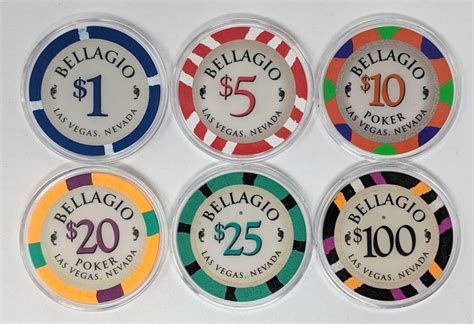 BELLAGIO
$1
LAS VEGAS, NEVADA
BELLAGIO
$5
LAS VEGAS, NEVADA
BELLAGIO
$10
POKER
LAS VEGAS, NEVADA
BELLAGIO
$20
POKER
LAS VEGAS, NEVADA
BELLAGIO
$25
LAS VEGAS, NEVADA
BELLAGIO
$100
LAS VEGAS, NEVADA